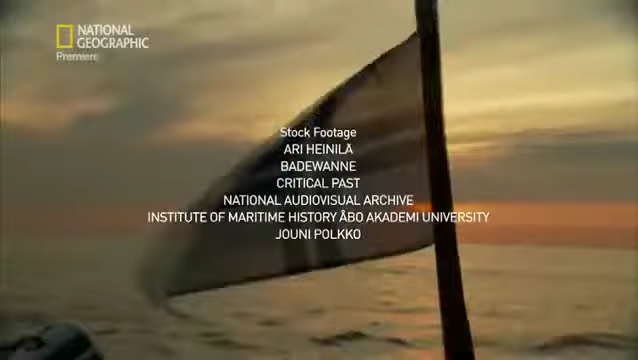 NATIONAL
GEOGRAPHIC
Premiere
Stock Footage
ARI HEINILÄ
BADEWANNE
CRITICAL PAST
NATIONAL AUDIOVISUAL ARCHIVE
INSTITUTE OF MARITIME HISTORY ÅBO AKADEMI UNIVERSITY
JOUNI POLKKO